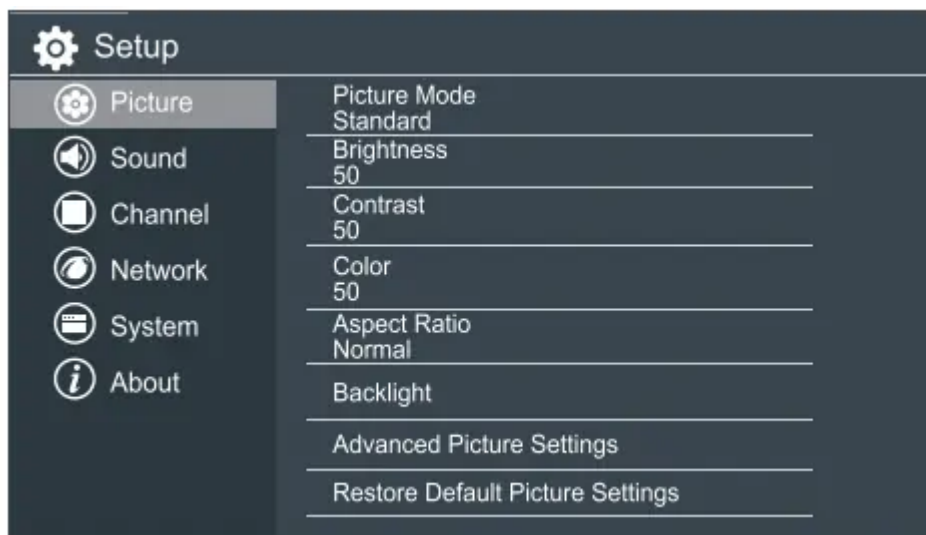 Setup
Picture
Sound
Channel
Network
System
About
Picture Mode
Standard
Brightness
50
Contrast
50
Color
50
Aspect Ratio
Normal
Backlight
Advanced Picture Settings
Restore Default Picture Settings